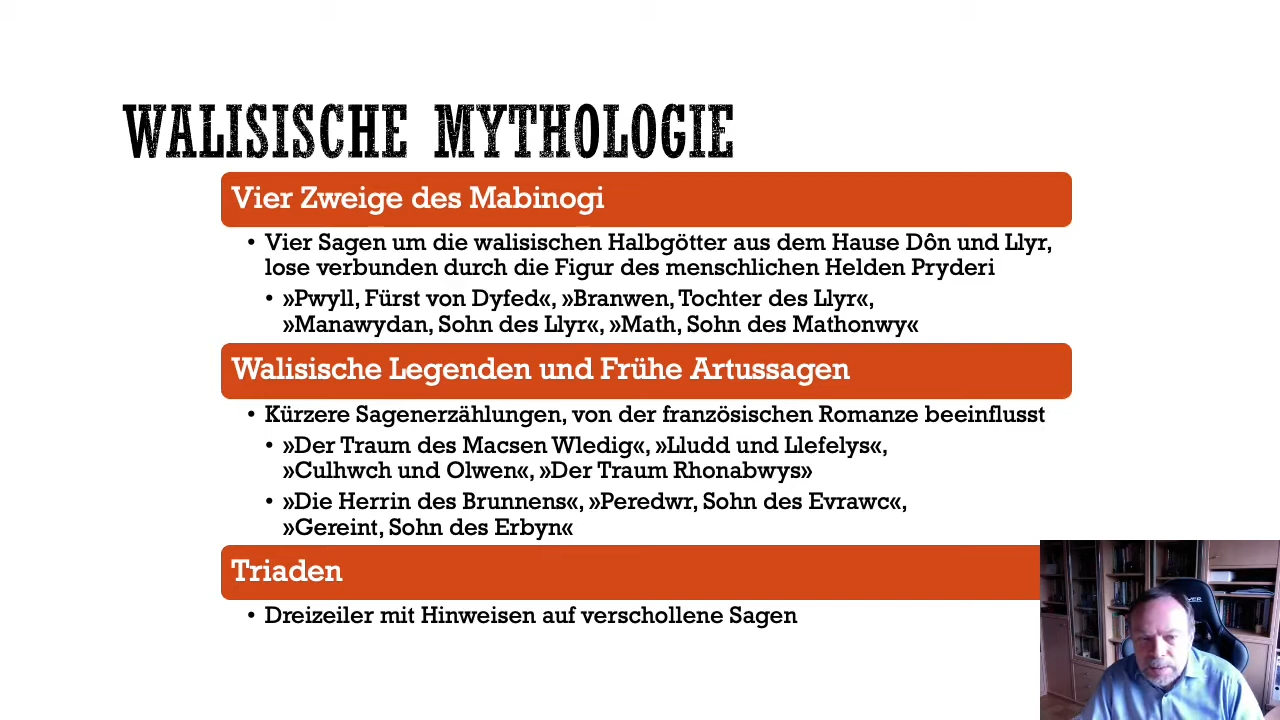 WALISISCHE MYTHOLOGIE
Vier Zweige des Mabinogi
• Vier Sagen um die walisischen Halbgötter aus dem Hause Dôn und Llyr,
lose verbunden durch die Figur des menschlichen Helden Pryderi
• »Pwyll, Fürst von Dyfed«, »Branwen, Tochter des Llyr«,
»Manawydan, Sohn des Llyr«, »Math, Sohn des Mathonwy«
Walisische Legenden und Frühe Artussagen
• Kürzere Sagenerzählungen, von der französischen Romanze beeinflusst
• »Der Traum des Macsen Wledig«, »Lludd und Llefelys«,
»Culhwch und Olwen«, »Der Traum Rhonabwys»
• »Die Herrin des Brunnens«, »Peredwr, Sohn des Evrawc«,
»Gereint, Sohn des Erbyn«
Triaden
• Dreizeiler mit Hinweisen auf verschollene Sagen